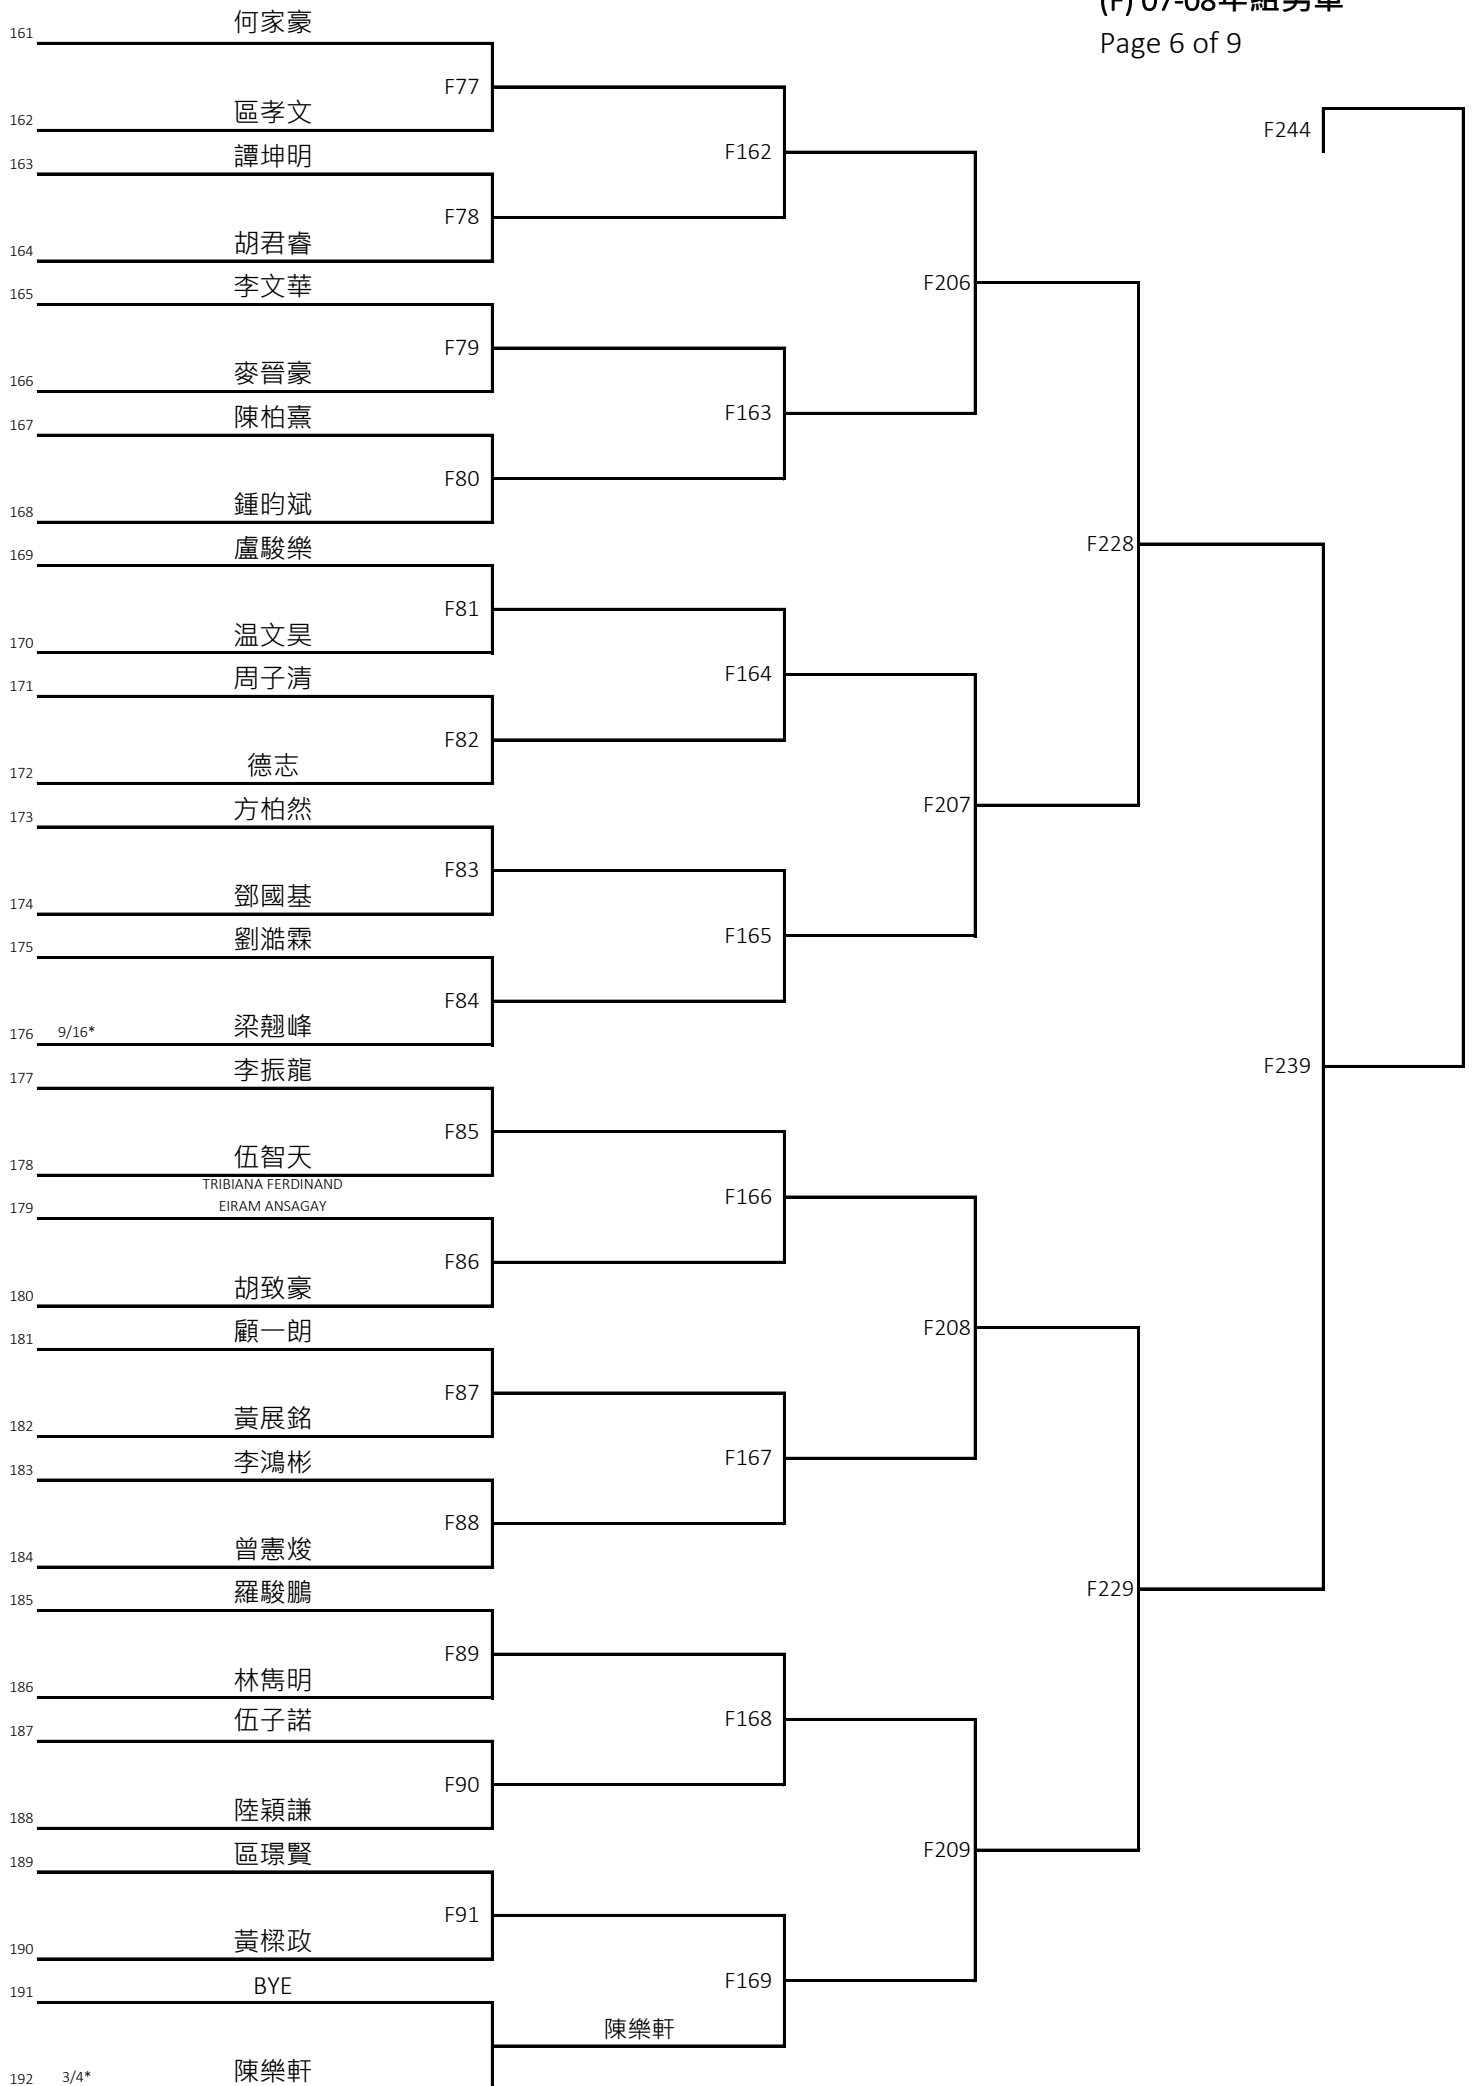 (F) 07-08年組男單
Page 6 of 9
161 何家豪
F77
162 區孝文
163 譚坤明
F162
F78
164 胡君睿
165 李文華
F206
F79
166 麥晉豪
167 陳柏熹
F163
F80
168 鍾昀斌
169 盧駿樂
F228
F81
170 温文昊
171 周子清
F164
F82
172 德志
173 方柏然
F207
F83
174 鄧國基
175 劉澔霖
F165
F84
176 9/16* 梁翹峰
177 李振龍
F239
F85
178 伍智天
TRIBIANA FERDINAND
179 EIRAM ANSAGAY
F166
F86
180 胡致豪
181 顧一朗
F208
F87
182 黃展銘
183 李鴻彬
F167
F88
184 曾憲焌
185 羅駿鵬
F229
F89
186 林雋明
187 伍子諾
F168
F90
188 陸穎謙
189 區璟賢
F209
F91
190 黃樑政
191 BYE
F169
陳樂軒
192 3/4* 陳樂軒
F244